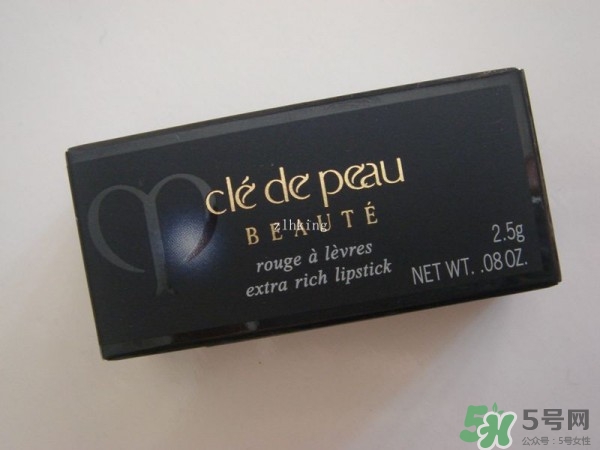 clé de peau
BEAUTÉ
zlhking
rouge à lèvres
extra rich lipstick
2.5g
NET WT. .08 OZ.
5号网
公众号：5号女性